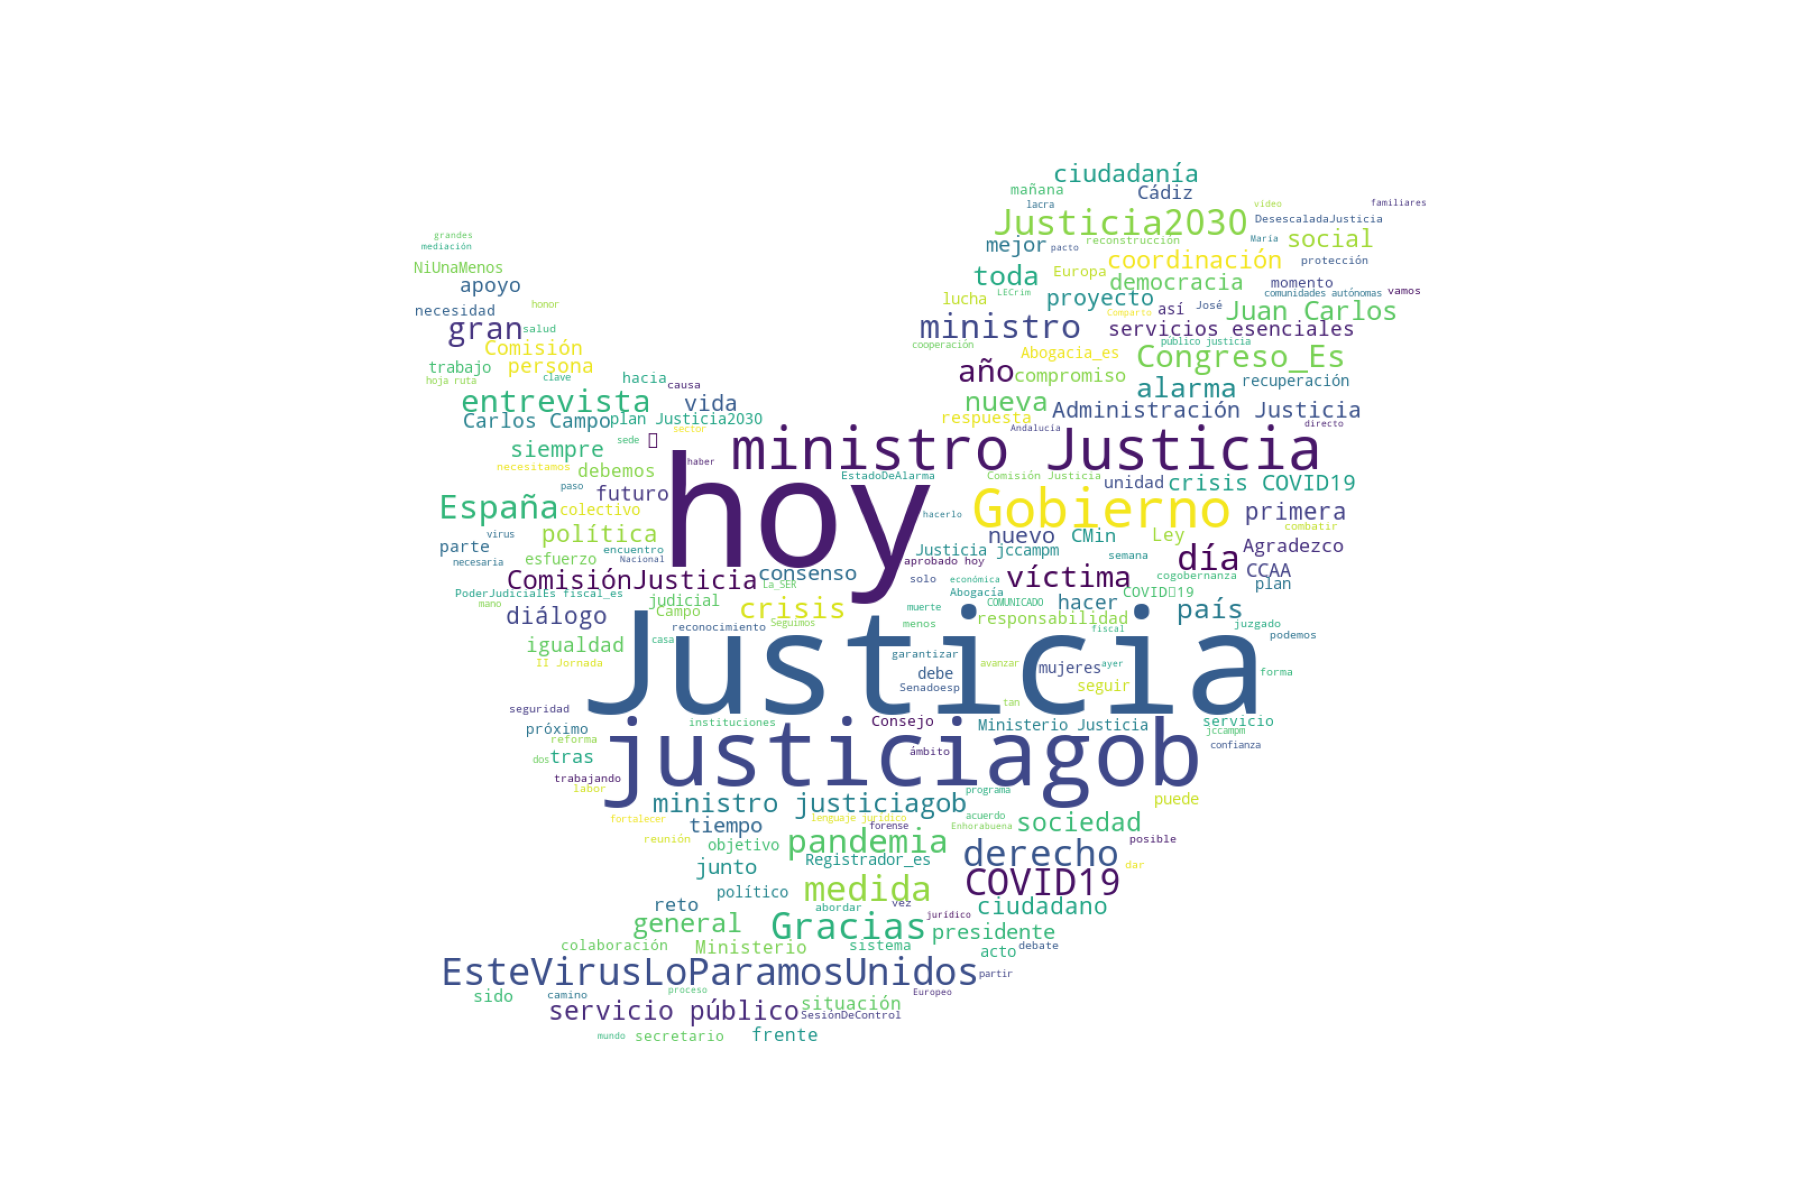 ciudadanía
mañana
Cádiz
lacra
vídeo
familiares
Justicia2030
DesescaladaJusticia
grandes
mediación
mejor
pacto
reconstrucción
María
social
NiUnaMenos
toda
Europa
coordinación
protección
apoyo
honor
lucha
LECrim
proyecto
democracia
momento
comunidades autónomas
vamos
necesidad
gran
salud
ministro
Comparto
así
José
Juan Carlos
servicios esenciales
Comisión
cooperación
Abogacia_es
público justicia
Congreso_Es
trabajo
persona
hoja ruta
clave
hacia
causa
año
compromiso
alarma
recuperación
entrevista
vida
nueva
Administración Justicia
Carlos Campo
plan Justicia2030
respuesta
sector
Andalucía
directo
siempre
sede
ministro Justicia
necesitamos
debemos
haber
EstadoDeAlarma
Comisión Justicia
unidad
crisis COVID19
paso
futuro
hoy
España
colectivo
hacerlo
Gobierno
primera
combatir
virus
política
nuevo
CMin
Ley
parte
encuentro
Justicia jccampm
semana
día
Agradezco
necesaria
esfuerzo
Nacional
aprobado hoy
ComisiónJusticia
consenso
solo
económica
víctima
cogobernanza
CCAA
plan
PoderJudicialEs fiscal_es
La_SER
Abogacía
COVID 19
mano
judicial
crisis
muerte
COMUNICADO
hacer
país
diálogo
Campo
Seguimos
menos
responsabilidad
juzgado
reconocimiento
fiscal
podemos
igualdad
casa
Justicia
garantizar
II Jornada
debe
avanzar
mujeres
ayer
forma
Senadoesp
seguir
tan
seguridad
instituciones
Consejo
Ministerio Justicia
servicio
próximo
justiciagob
jccampm
reforma
ámbito
confianza
dos
tras
trabajando
labor
programa
ministro justiciagob
puede
fortalecer
tiempo
lenguaje jurídico
forense
acuerdo
Enhorabuena
sociedad
reunión
objetivo
pandemia
posible
junto
Registrador_es
derecho
dar
político
medida
COVID19
reto
abordar
vez
ciudadano
general
Gracias
jurídico
presidente
colaboración
Ministerio
sistema
acto
debate
EsteVirusLoParamosUnidos
partir
sido
camino
proceso
Europeo
servicio público
situación
SesiónDeControl
mundo
secretario
frente